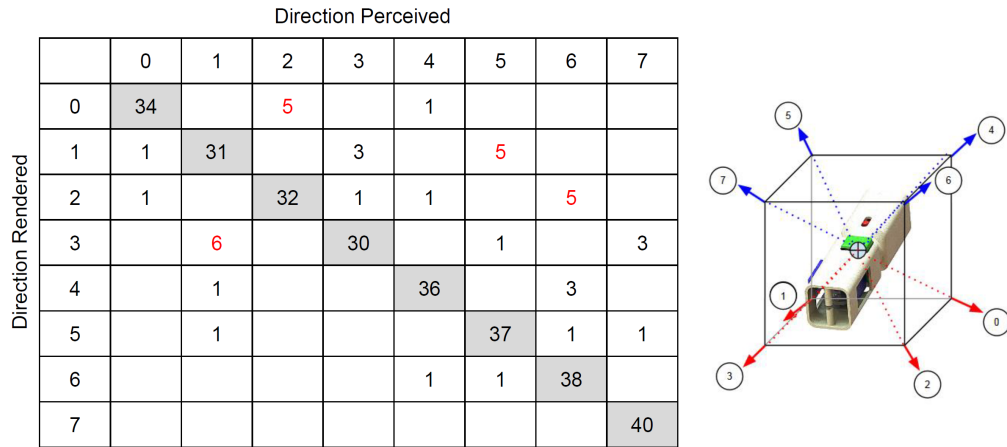 Direction Perceived
Direction Rendered
0 1 2 3 4 5 6 7
0 34 5 1
1 1 31 3 5
2 1 32 1 1 5
3 6 30 1 3
4 1 36 3
5 1 37 1 1
6 1 1 38
7 40
5
4
7
6
1
0
3
2